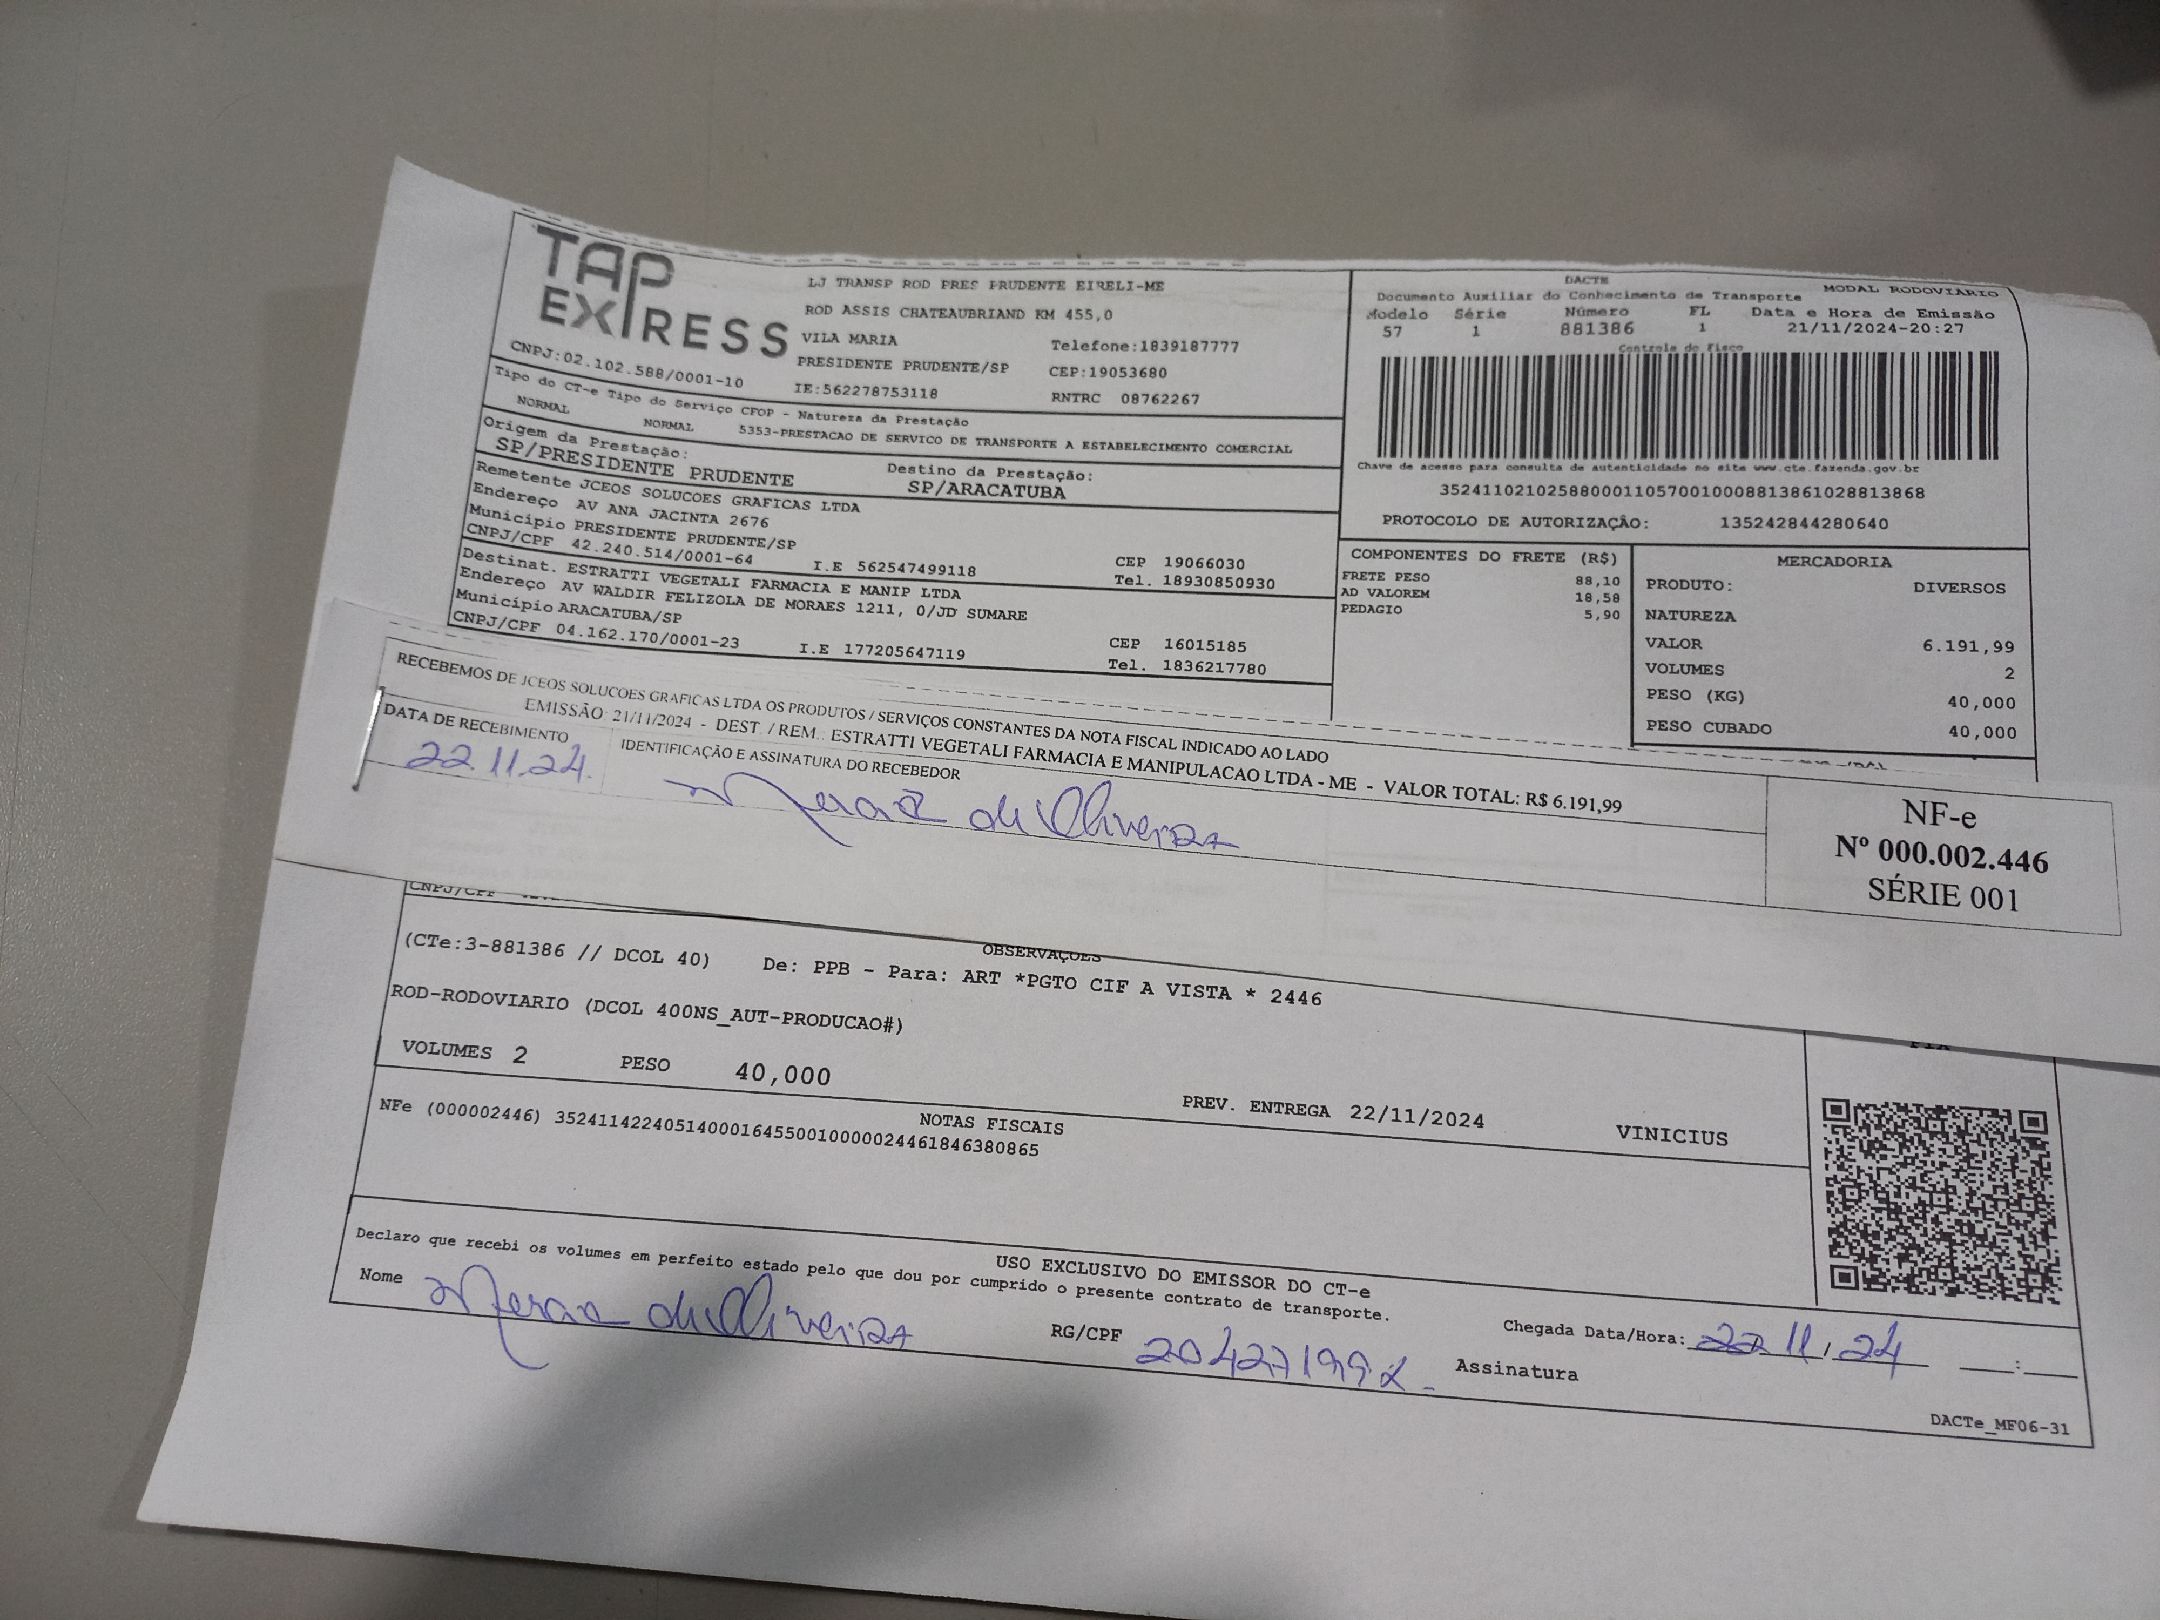 TAP EXPRESS
LJ TRANSP ROD PRES PRUDENTE EIRELI-ME
ROD ASSIS CHATEAUBRIAND KM 455,0
VILA MARIA Telefone:1839187777
PRESIDENTE PRUDENTE/SP CEP:19053680
CNPJ:02.102.588/0001-10 IE:562278753118 RNTRC 08762267
Tipo do CT-e Tipo do Serviço CFOP - Natureza da Prestação
NORMAL NORMAL 5353-PRESTACAO DE SERVICO DE TRANSPORTE A ESTABELECIMENTO COMERCIAL
Origem da Prestação: Destino da Prestação:
SP/PRESIDENTE PRUDENTE SP/ARACATUBA
Remetente JCEOS SOLUCOES GRAFICAS LTDA
Endereço AV ANA JACINTA 2676
Município PRESIDENTE PRUDENTE/SP CEP 19066030
CNPJ/CPF 42.240.514/0001-64 I.E 562547499118 Tel. 18930850930
Destinat. ESTRATTI VEGETALI FARMACIA E MANIP LTDA
Endereço AV WALDIR FELIZOLA DE MORAES 1211, 0/JD SUMARE
Município ARACATUBA/SP CEP 16015185
CNPJ/CPF 04.162.170/0001-23 I.E 177205647119 Tel. 1836217780
DACTE MODAL RODOVIARIO
Documento Auxiliar do Conhecimento de Transporte
Modelo Série Número FL Data e Hora de Emissão
57 1 881386 1 21/11/2024-20:27
Controle do Fisco
Chave de acesso para consulta de autenticidade no site www.cte.fazenda.gov.br
35241102102588000110570010008813861028813868
PROTOCOLO DE AUTORIZAÇÃO: 135242844280640
COMPONENTES DO FRETE (R$)
FRETE PESO 88,10
AD VALOREM 18,58
PEDAGIO 5,90
MERCADORIA
PRODUTO: DIVERSOS
NATUREZA
VALOR 6.191,99
VOLUMES 2
PESO (KG) 40,000
PESO CUBADO 40,000
RECEBEMOS DE JCEOS SOLUCOES GRAFICAS LTDA OS PRODUTOS / SERVIÇOS CONSTANTES DA NOTA FISCAL INDICADO AO LADO
EMISSÃO: 21/11/2024 - DEST. / REM.: ESTRATTI VEGETALI FARMACIA E MANIPULACAO LTDA - ME - VALOR TOTAL: R$ 6.191,99
DATA DE RECEBIMENTO IDENTIFICAÇÃO E ASSINATURA DO RECEBEDOR
22.11.24. de Oliveira
NF-e
Nº 000.002.446
SÉRIE 001
CNPJ/CPF
OBSERVAÇÕES
(CTe:3-881386 // DCOL 40) De: PPB - Para: ART *PGTO CIF A VISTA * 2446
ROD-RODOVIARIO (DCOL 400NS_AUT-PRODUCAO#)
VOLUMES 2 PESO 40,000 PREV. ENTREGA 22/11/2024 VINICIUS
NOTAS FISCAIS
NFe (000002446) 35241142240514000164550010000024461846380865
USO EXCLUSIVO DO EMISSOR DO CT-e
Declaro que recebi os volumes em perfeito estado pelo que dou por cumprido o presente contrato de transporte.
Nome de Oliveira RG/CPF Assinatura Chegada Data/Hora: 22 11, 24 ___:___
DACTe_MF06-31